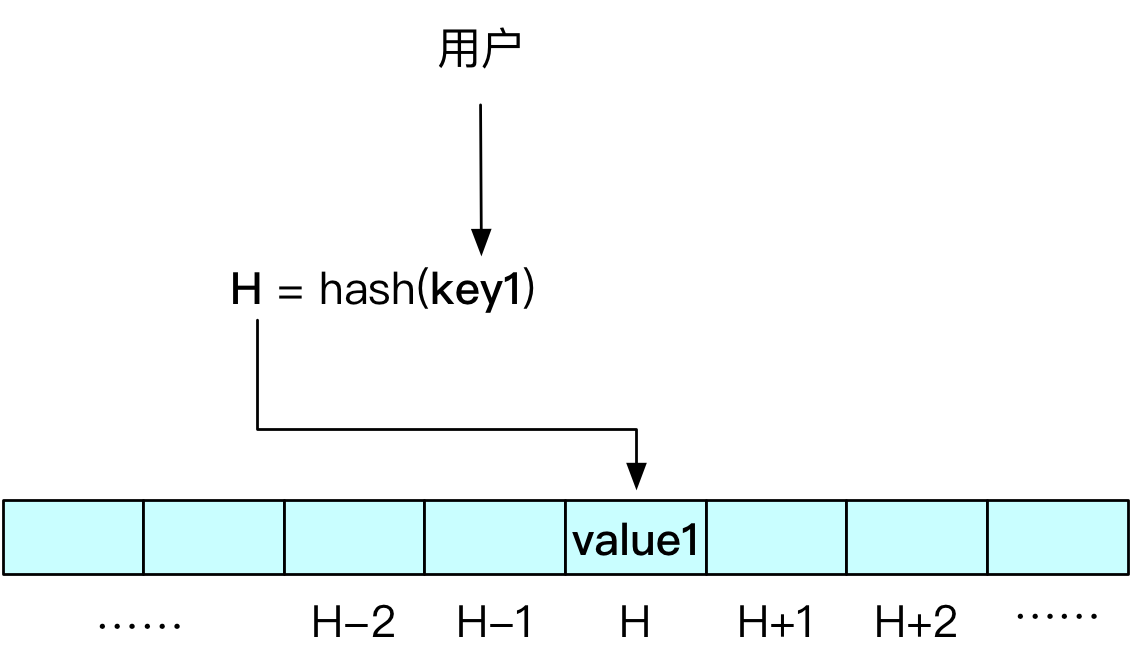 用户
H = hash(key1)
value1
…… H–2 H–1 H H+1 H+2 ……